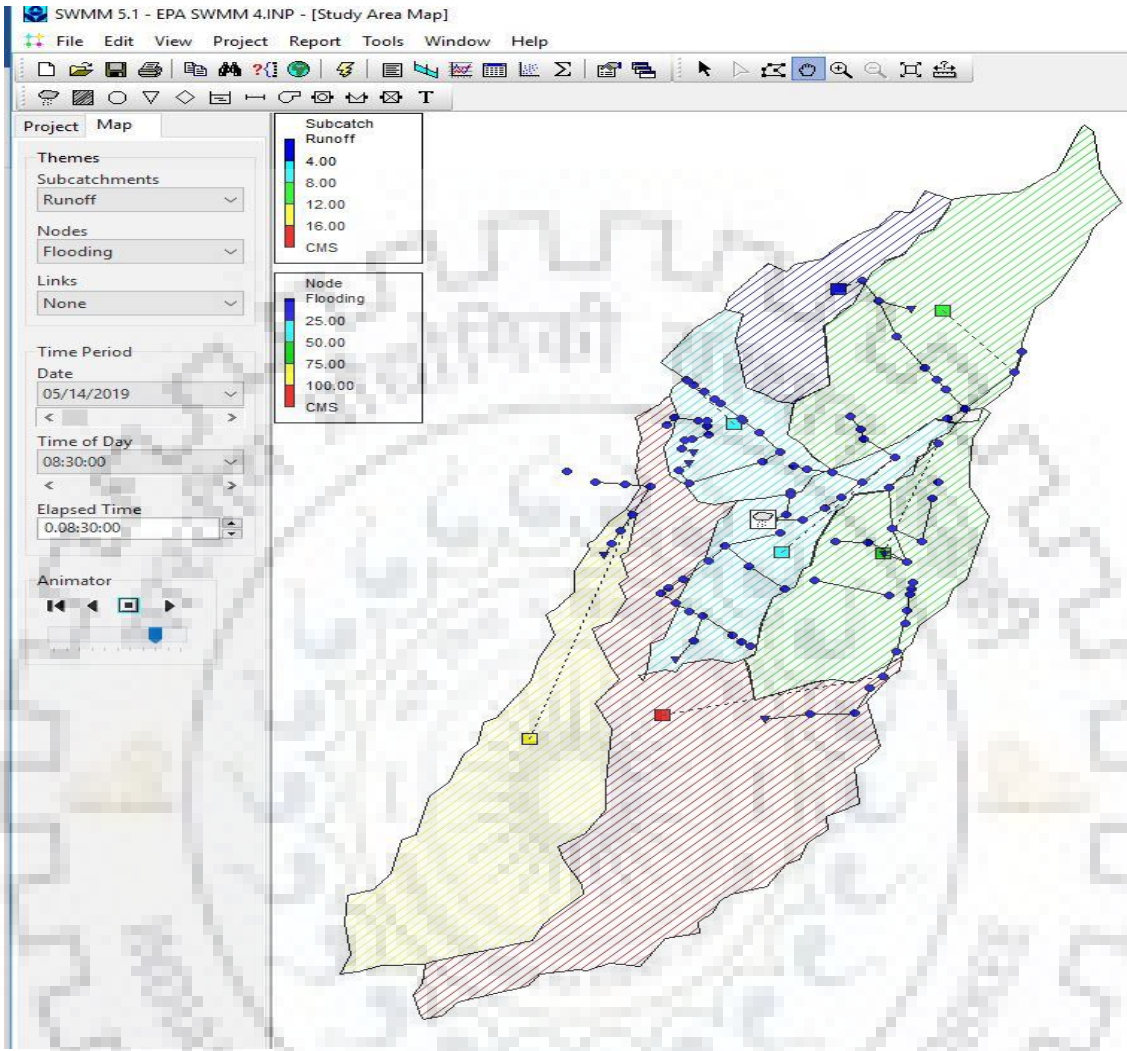 SWMM 5.1 - EPA SWMM 4.INP - [Study Area Map]
File Edit View Project Report Tools Window Help
T
Project Map
Themes
Subcatchments
Runoff
Nodes
Flooding
Links
None
Time Period
Date
05/14/2019
Time of Day
08:30:00
Elapsed Time
0.08:30:00
Animator
Subcatch
Runoff
4.00
8.00
12.00
16.00
CMS
Node
Flooding
25.00
50.00
75.00
100.00
CMS